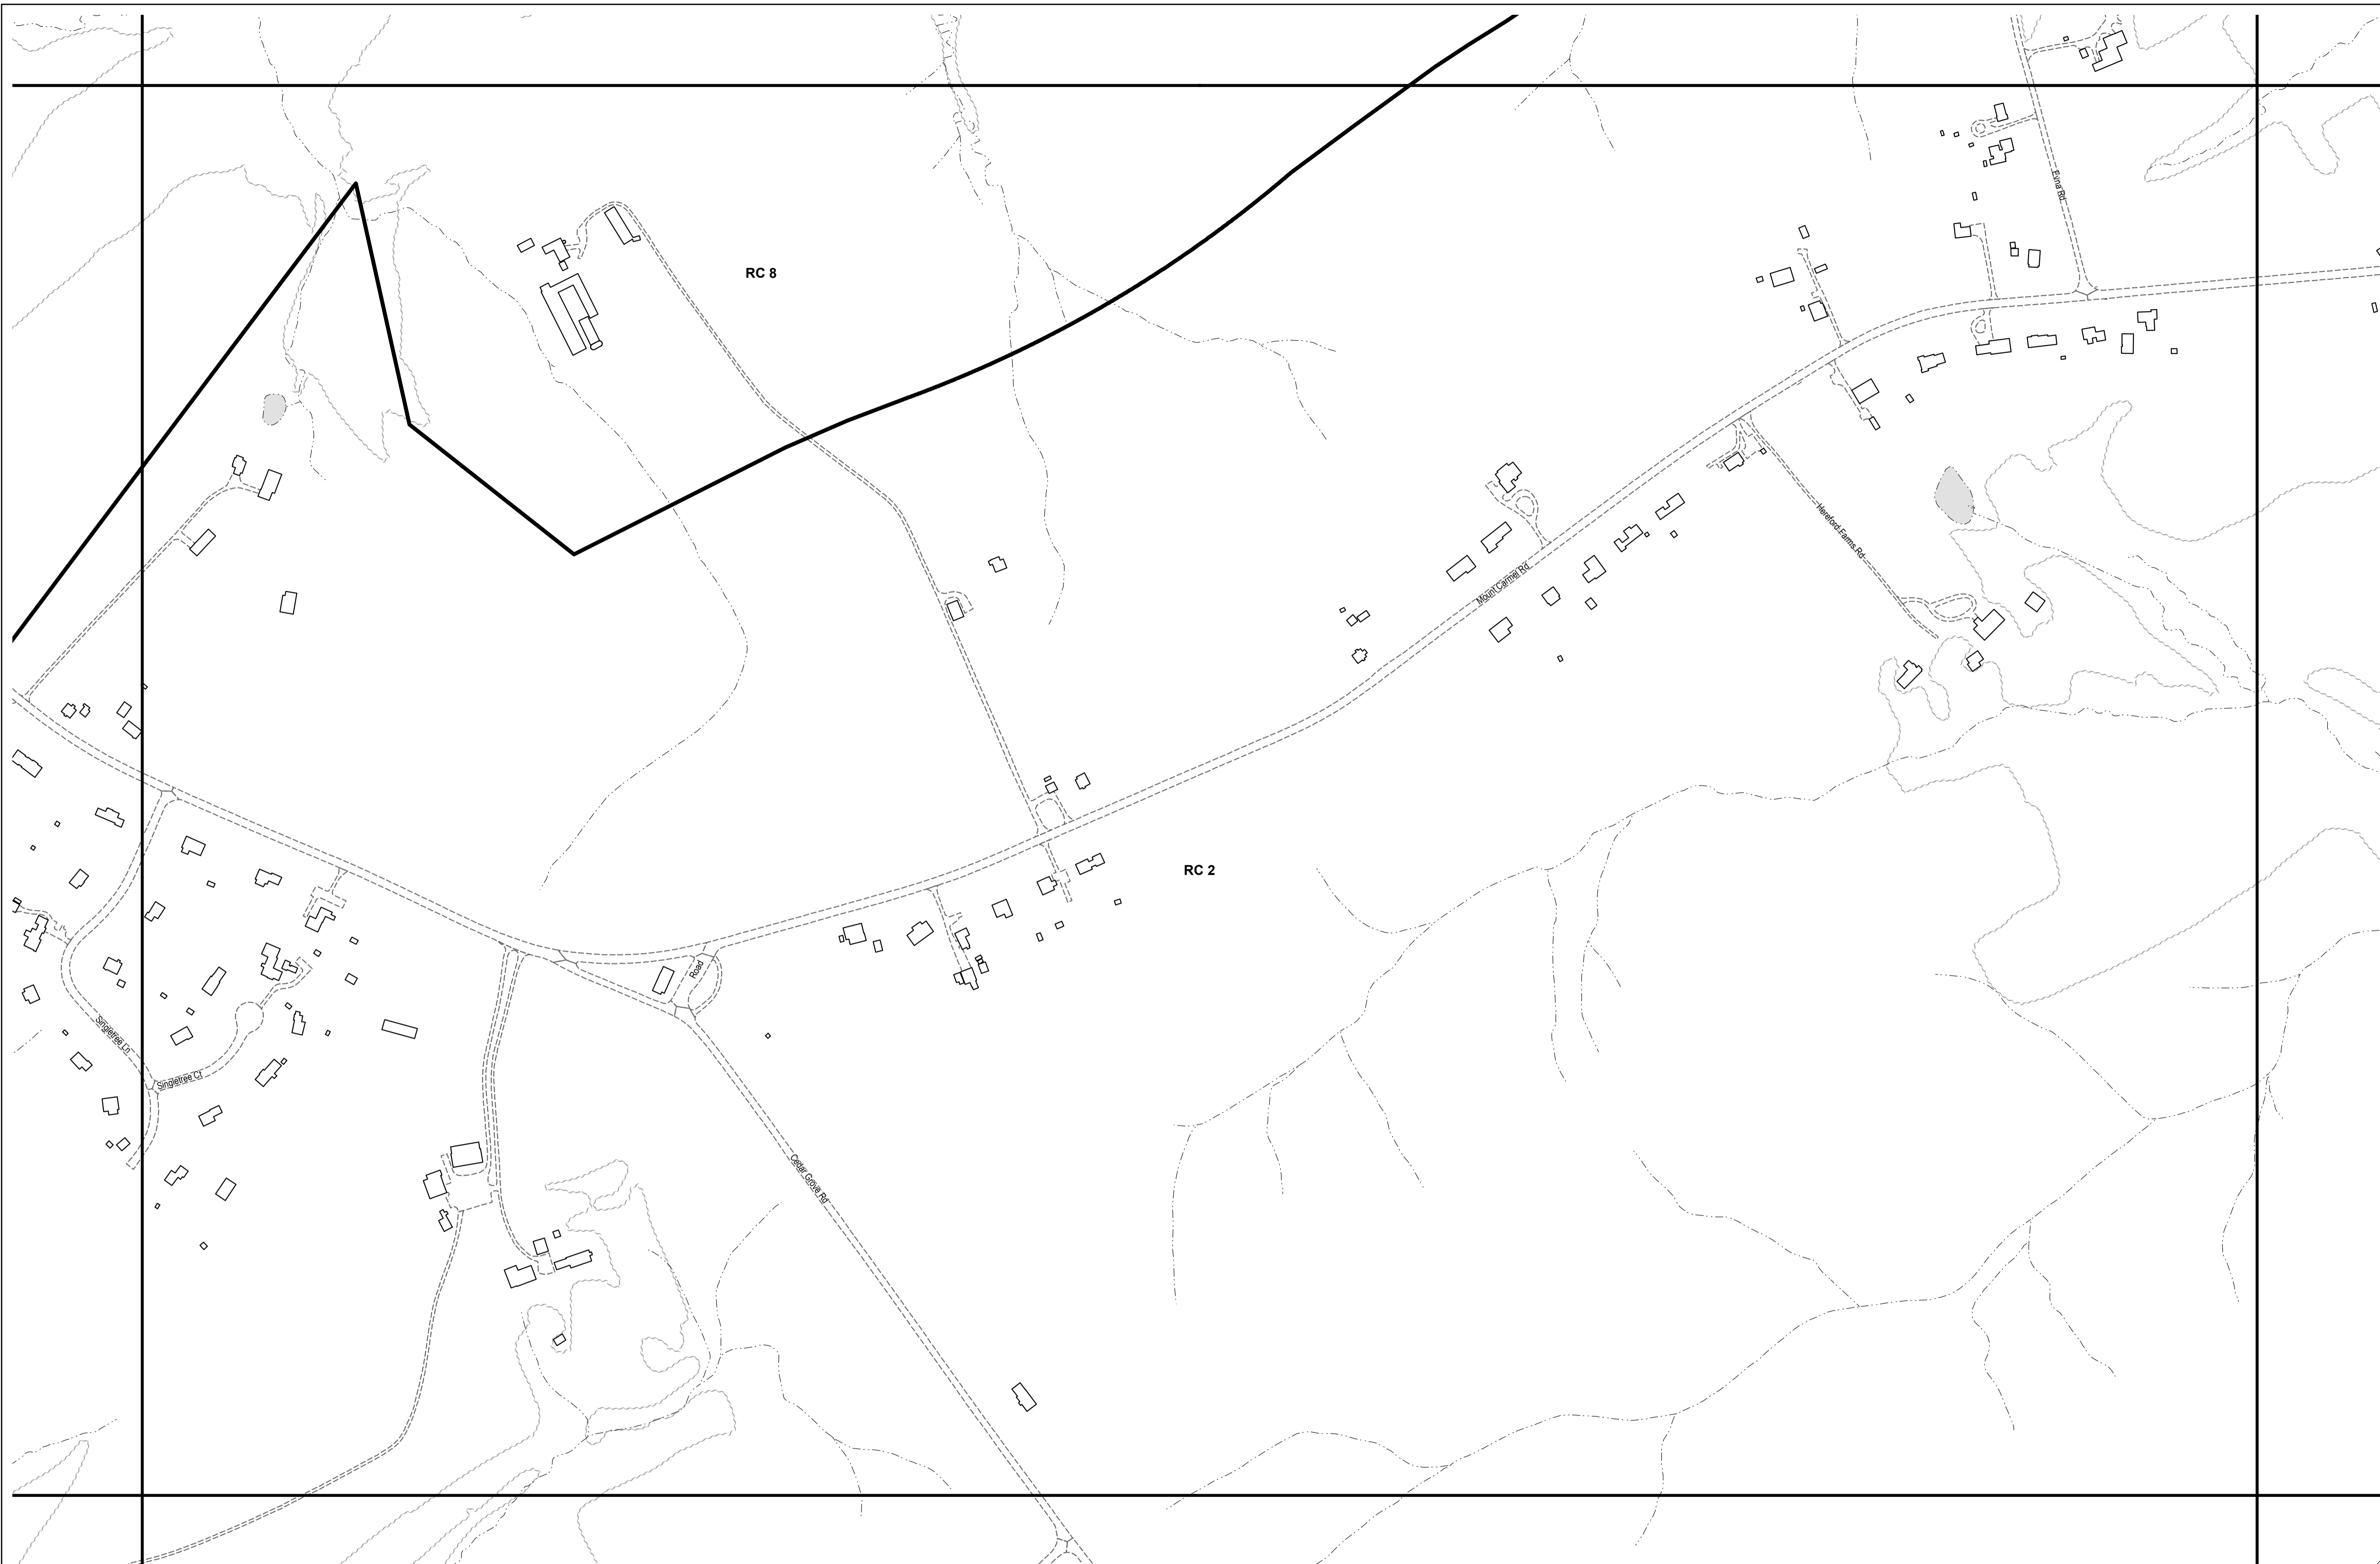 Evna Rd
RC 8
Hereford Farms Rd
Mount Carmel Rd
RC 2
Road
Singletree Ln
Singletree Ct
Cedar Grove Rd